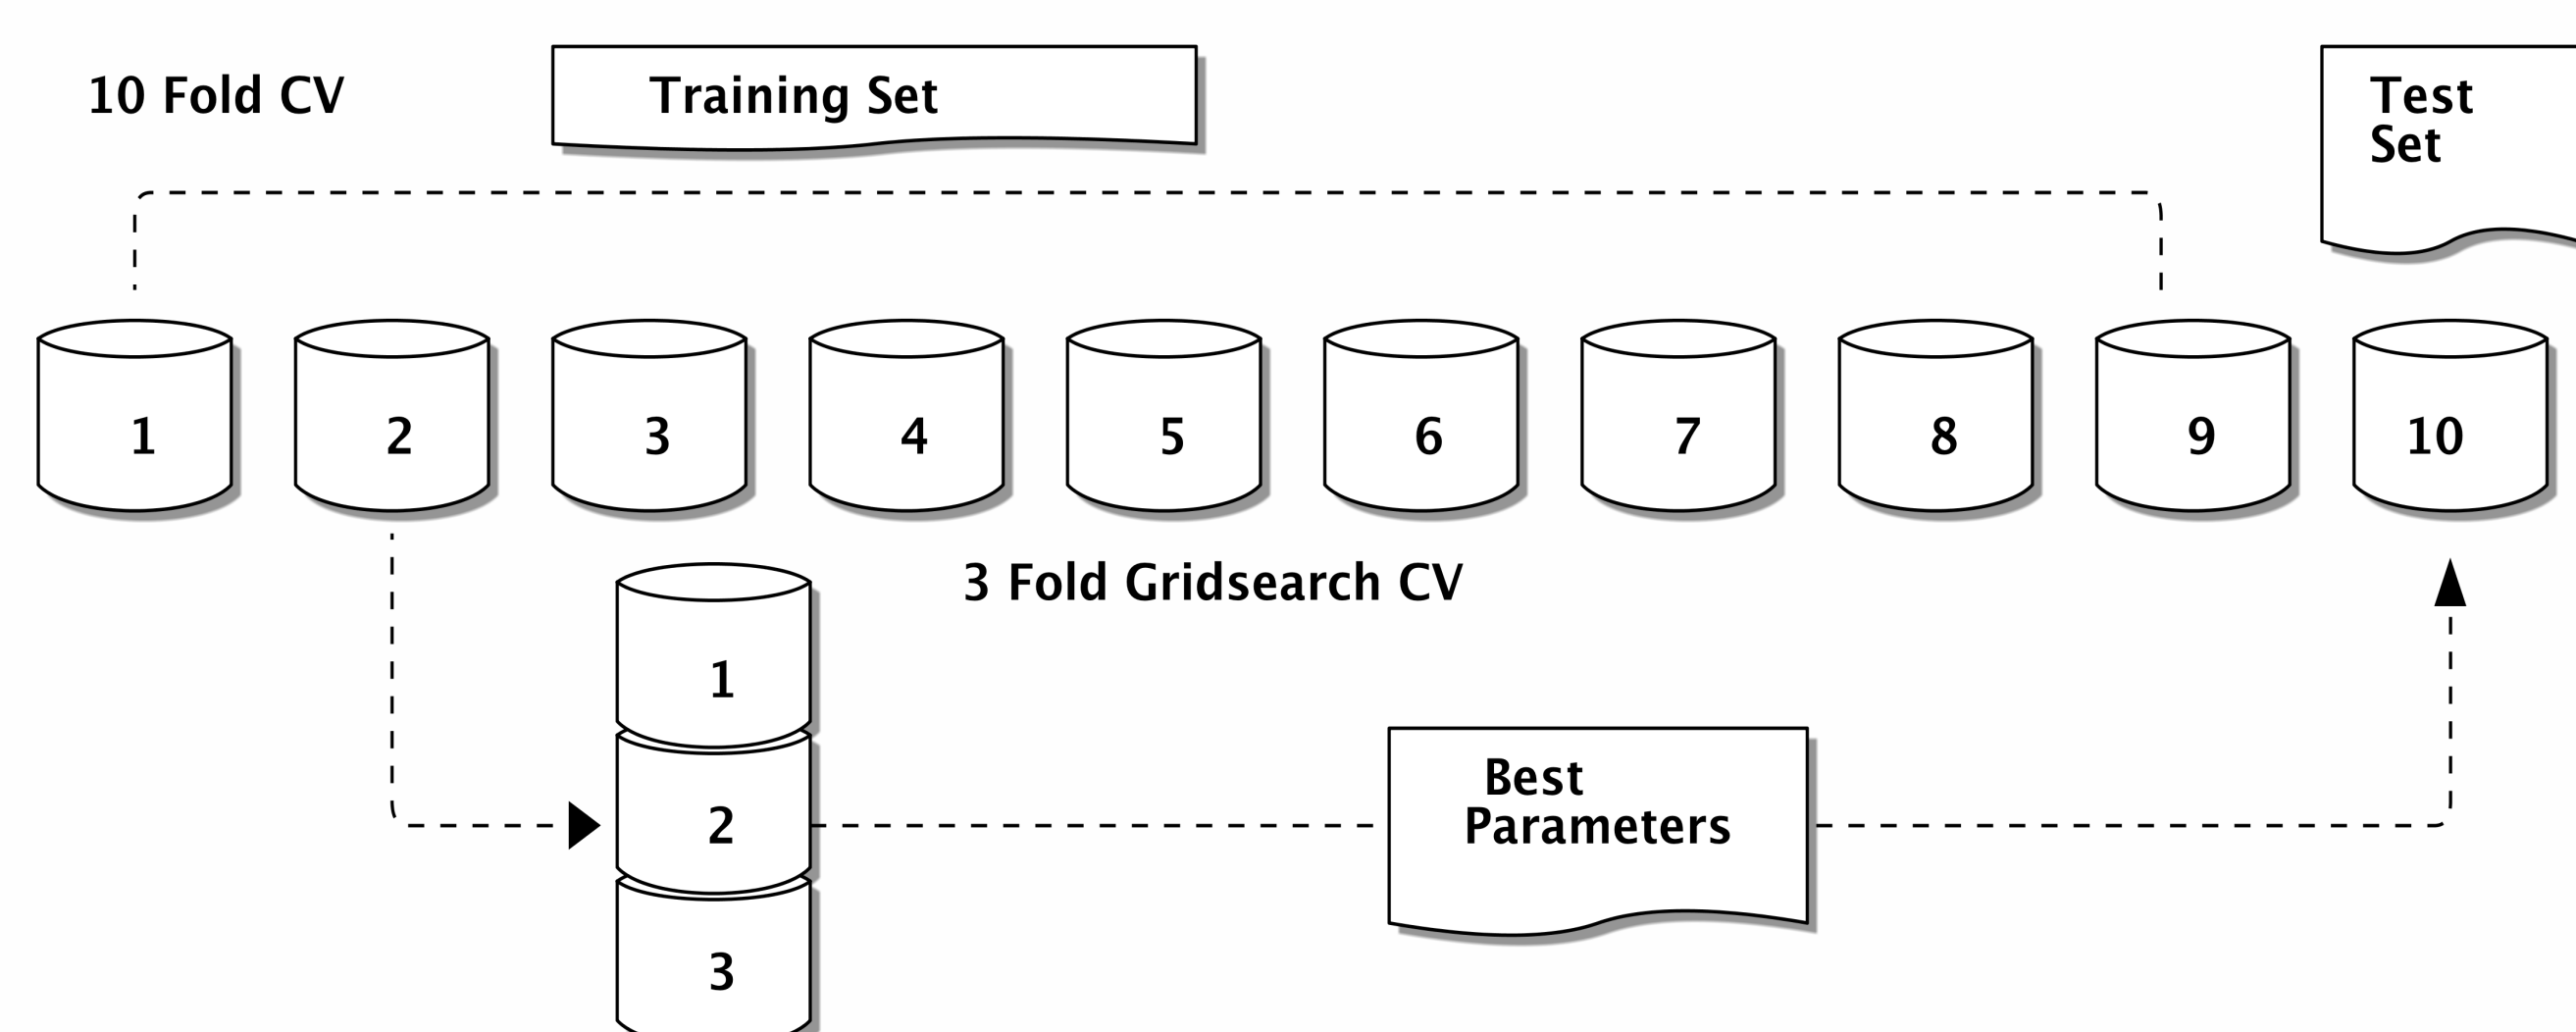 10 Fold CV
Training Set
Test
Set
1
2
3
4
5
6
7
8
9
10
3 Fold Gridsearch CV
1
2
3
Best
Parameters